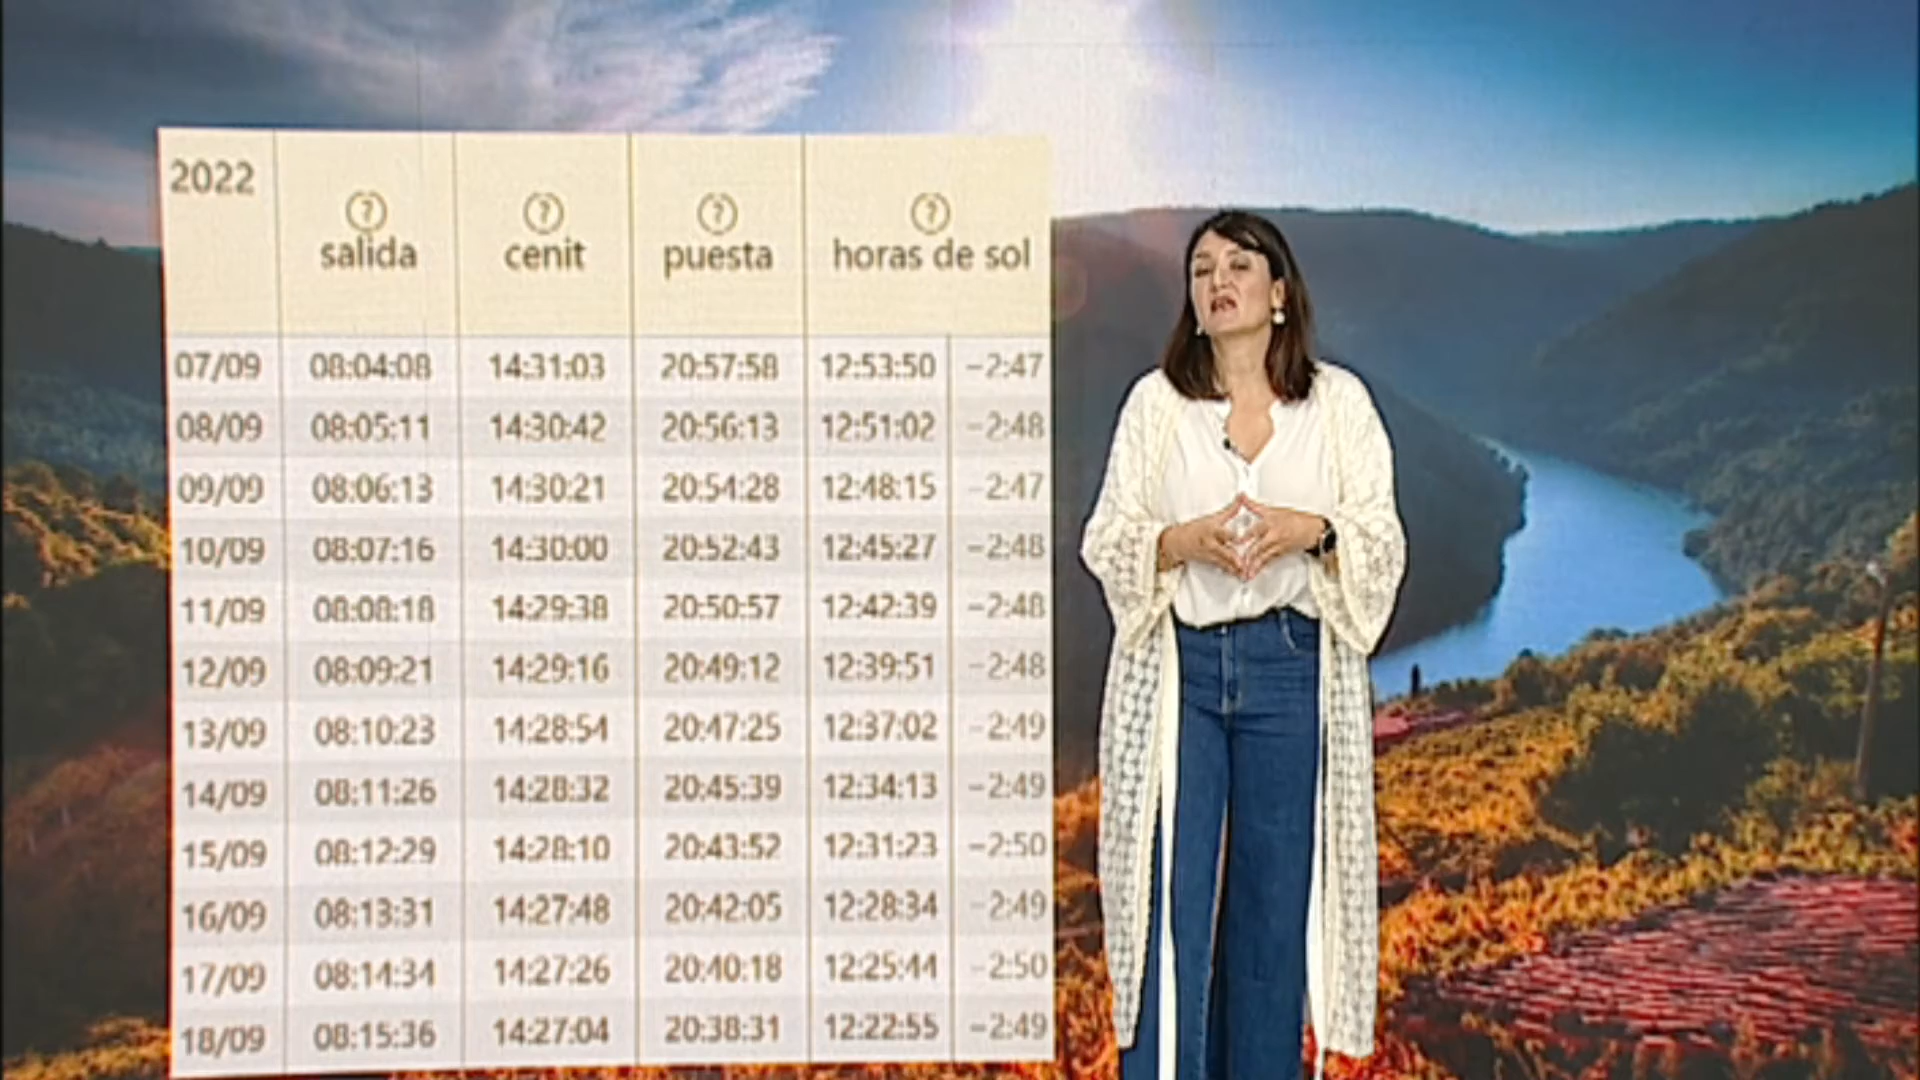 2022
? ? ? ?
salida cenit puesta horas de sol
07/09 08:04:08 14:31:03 20:57:58 12:53:50 −2:47
08/09 08:05:11 14:30:42 20:56:13 12:51:02 −2:48
09/09 08:06:13 14:30:21 20:54:28 12:48:15 −2:47
10/09 08:07:16 14:30:00 20:52:43 12:45:27 −2:48
11/09 08:08:18 14:29:38 20:50:57 12:42:39 −2:48
12/09 08:09:21 14:29:16 20:49:12 12:39:51 −2:48
13/09 08:10:23 14:28:54 20:47:25 12:37:02 −2:49
14/09 08:11:26 14:28:32 20:45:39 12:34:13 −2:49
15/09 08:12:29 14:28:10 20:43:52 12:31:23 −2:50
16/09 08:13:31 14:27:48 20:42:05 12:28:34 −2:49
17/09 08:14:34 14:27:26 20:40:18 12:25:44 −2:50
18/09 08:15:36 14:27:04 20:38:31 12:22:55 −2:49